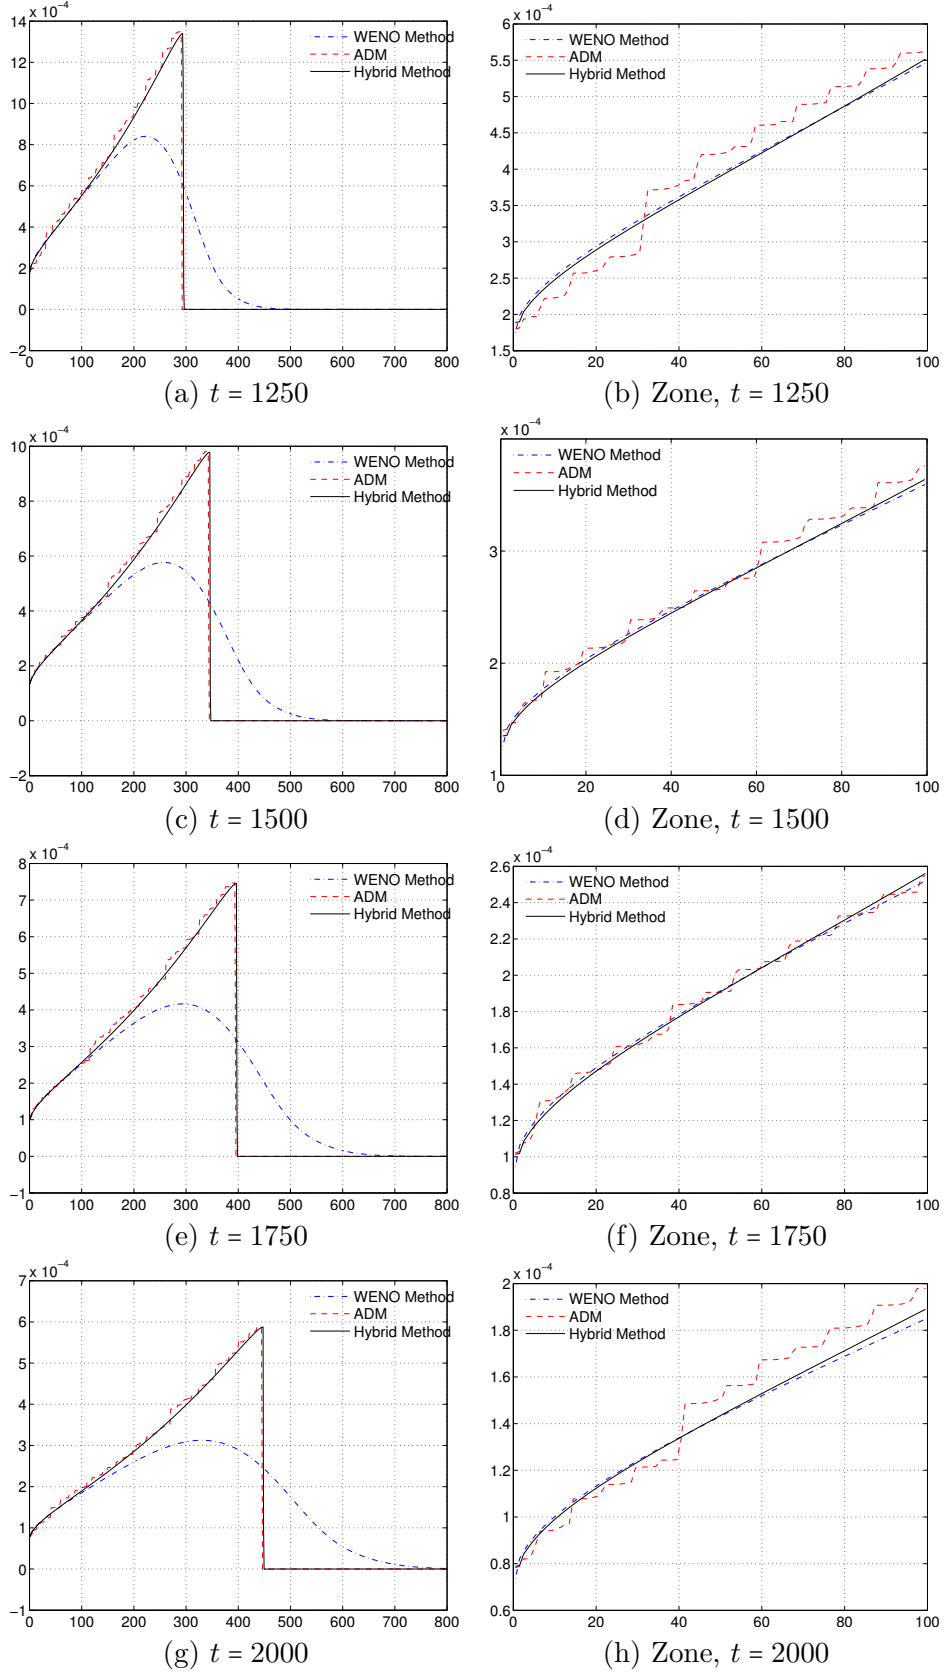 x 10⁻⁴
14
12
10
8
6
4
2
0
−2
0 100 200 300 400 500 600 700 800
WENO Method
ADM
Hybrid Method
(a) t = 1250
x 10⁻⁴
6
5.5
5
4.5
4
3.5
3
2.5
2
1.5
0 20 40 60 80 100
WENO Method
ADM
Hybrid Method
(b) Zone, t = 1250
x 10⁻⁴
10
8
6
4
2
0
−2
0 100 200 300 400 500 600 700 800
WENO Method
ADM
Hybrid Method
(c) t = 1500
x 10⁻⁴
3
2
1
0 20 40 60 80 100
WENO Method
ADM
Hybrid Method
(d) Zone, t = 1500
x 10⁻⁴
8
7
6
5
4
3
2
1
0
−1
0 100 200 300 400 500 600 700 800
WENO Method
ADM
Hybrid Method
(e) t = 1750
x 10⁻⁴
2.6
2.4
2.2
2
1.8
1.6
1.4
1.2
1
0.8
0 20 40 60 80 100
WENO Method
ADM
Hybrid Method
(f) Zone, t = 1750
x 10⁻⁴
7
6
5
4
3
2
1
0
−1
0 100 200 300 400 500 600 700 800
WENO Method
ADM
Hybrid Method
(g) t = 2000
x 10⁻⁴
2
1.8
1.6
1.4
1.2
1
0.8
0.6
0 20 40 60 80 100
WENO Method
ADM
Hybrid Method
(h) Zone, t = 2000